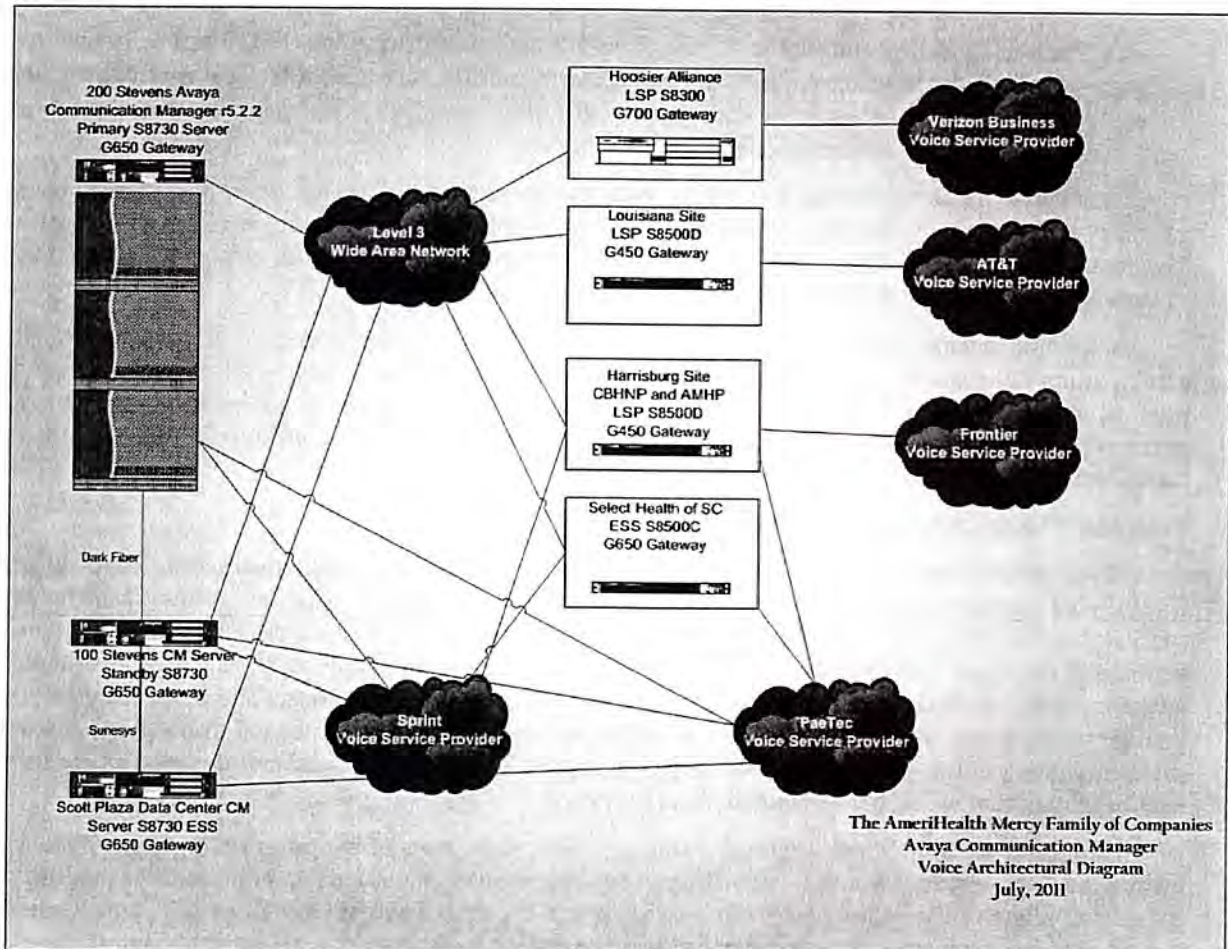 200 Stevens Avaya
Communication Manager r5.2.2
Primary S8730 Server
G650 Gateway
Level 3
Wide Area Network
Hoosier Alliance
LSP S8300
G700 Gateway
Verizon Business
Voice Service Provider
Louisiana Site
LSP S8500D
G450 Gateway
AT&T
Voice Service Provider
Harrisburg Site
CBHNP and AMHP
LSP S8500D
G450 Gateway
Frontier
Voice Service Provider
Select Health of SC
ESS S8500C
G650 Gateway
Dark Fiber
100 Stevens CM Server
Standby S8730
G650 Gateway
Sunesys
Scott Plaza Data Center CM
Server S8730 ESS
G650 Gateway
Sprint
Voice Service Provider
PaeTec
Voice Service Provider
The AmeriHealth Mercy Family of Companies
Avaya Communication Manager
Voice Architectural Diagram
July, 2011